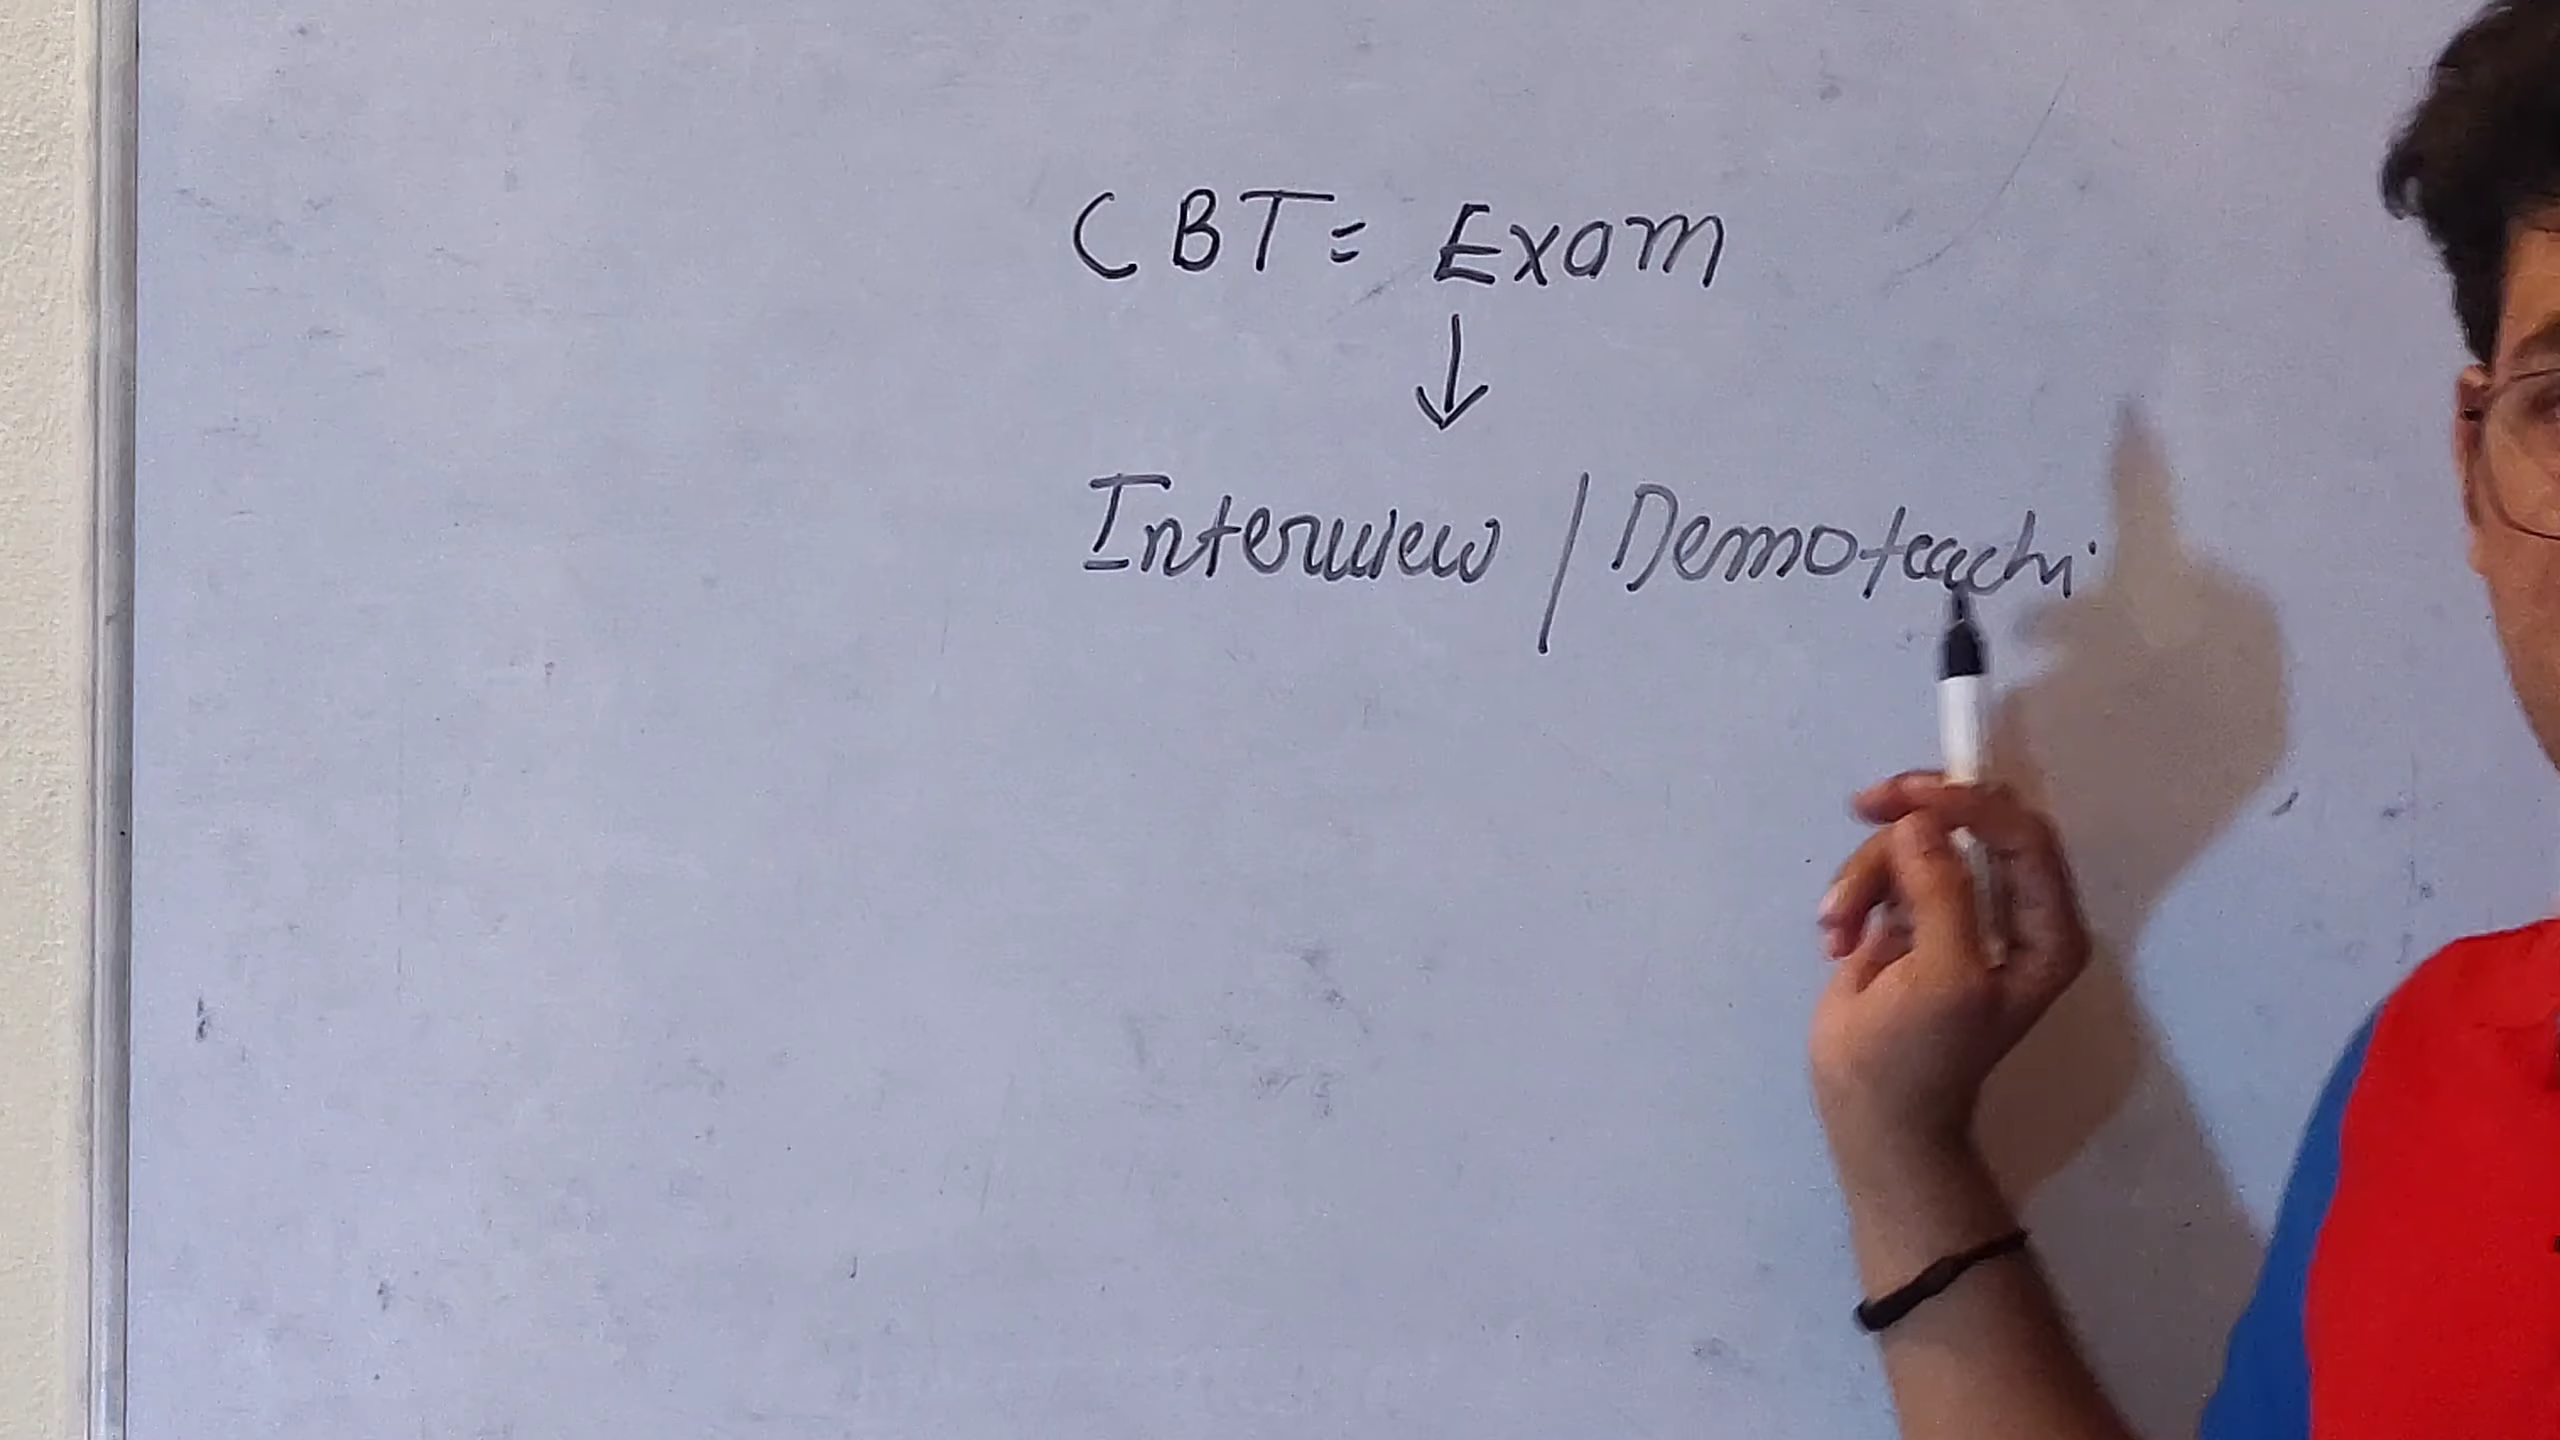 CBT= Exam
↓
Interview / Demoteachi